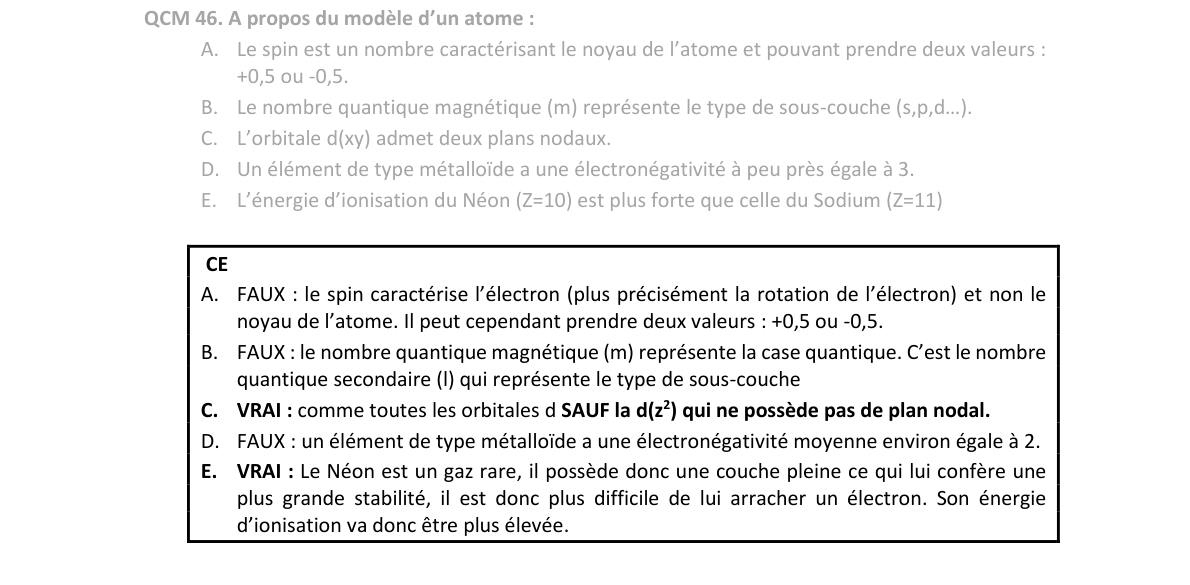 QCM 46. A propos du modèle d’un atome :
A. Le spin est un nombre caractérisant le noyau de l’atome et pouvant prendre deux valeurs :
+0,5 ou -0,5.
B. Le nombre quantique magnétique (m) représente le type de sous-couche (s,p,d…).
C. L’orbitale d(xy) admet deux plans nodaux.
D. Un élément de type métalloïde a une électronégativité à peu près égale à 3.
E. L’énergie d’ionisation du Néon (Z=10) est plus forte que celle du Sodium (Z=11)
CE
A. FAUX : le spin caractérise l’électron (plus précisément la rotation de l’électron) et non le
noyau de l’atome. Il peut cependant prendre deux valeurs : +0,5 ou -0,5.
B. FAUX : le nombre quantique magnétique (m) représente la case quantique. C’est le nombre
quantique secondaire (l) qui représente le type de sous-couche
C. VRAI : comme toutes les orbitales d SAUF la d(z²) qui ne possède pas de plan nodal.
D. FAUX : un élément de type métalloïde a une électronégativité moyenne environ égale à 2.
E. VRAI : Le Néon est un gaz rare, il possède donc une couche pleine ce qui lui confère une
plus grande stabilité, il est donc plus difficile de lui arracher un électron. Son énergie
d’ionisation va donc être plus élevée.